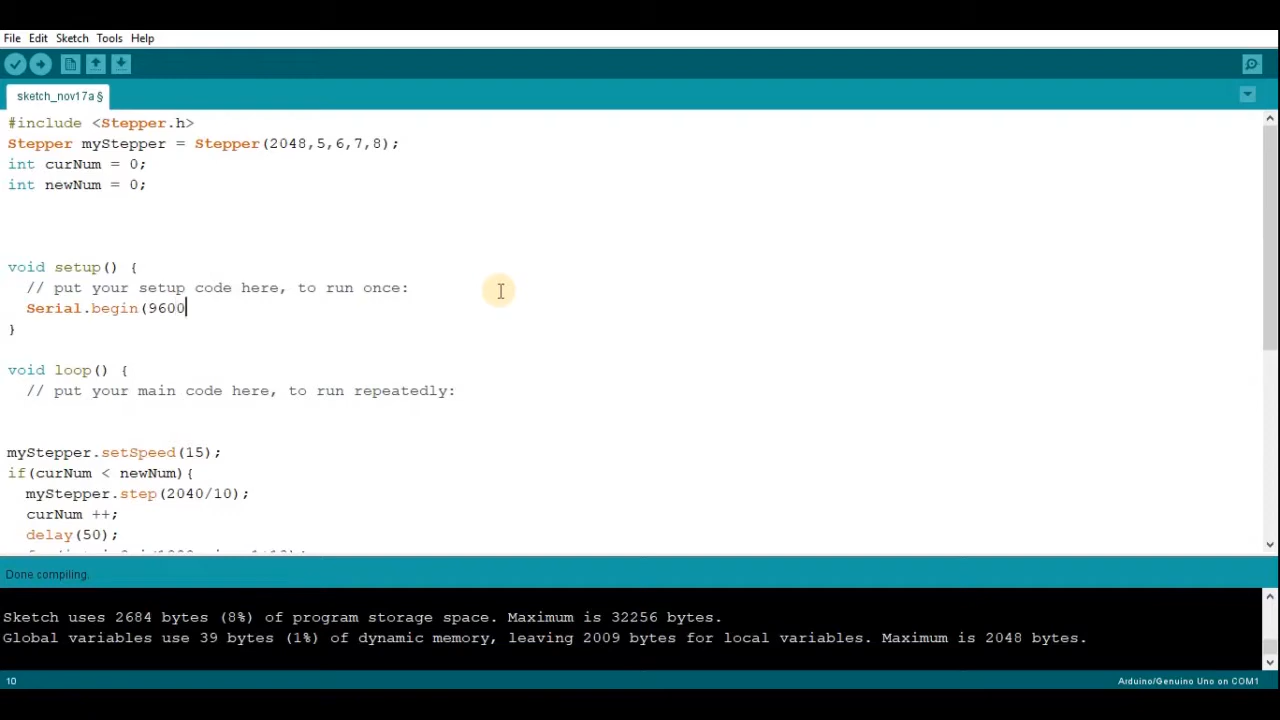 File Edit Sketch Tools Help
sketch_nov17a §
#include <Stepper.h>
Stepper myStepper = Stepper(2048,5,6,7,8);
int curNum = 0;
int newNum = 0;
void setup() {
// put your setup code here, to run once:
Serial.begin(9600
}
void loop() {
// put your main code here, to run repeatedly:
myStepper.setSpeed(15);
if(curNum < newNum){
myStepper.step(2040/10);
curNum ++;
delay(50);
Done compiling.
Sketch uses 2684 bytes (8%) of program storage space. Maximum is 32256 bytes.
Global variables use 39 bytes (1%) of dynamic memory, leaving 2009 bytes for local variables. Maximum is 2048 bytes.
10 Arduino/Genuino Uno on COM1